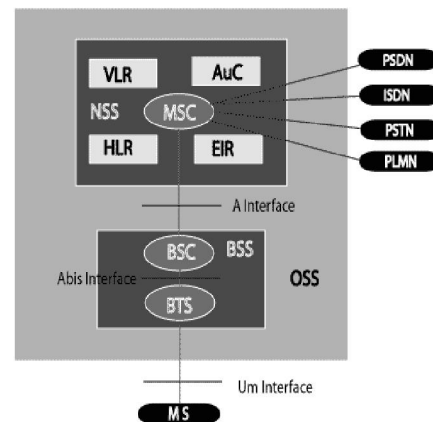 PSDN
VLR
AuC
ISDN
NSS
MSC
PSTN
HLR
EIR
PLMN
A Interface
BSC
BSS
Abis Interface
OSS
BTS
Um Interface
MS